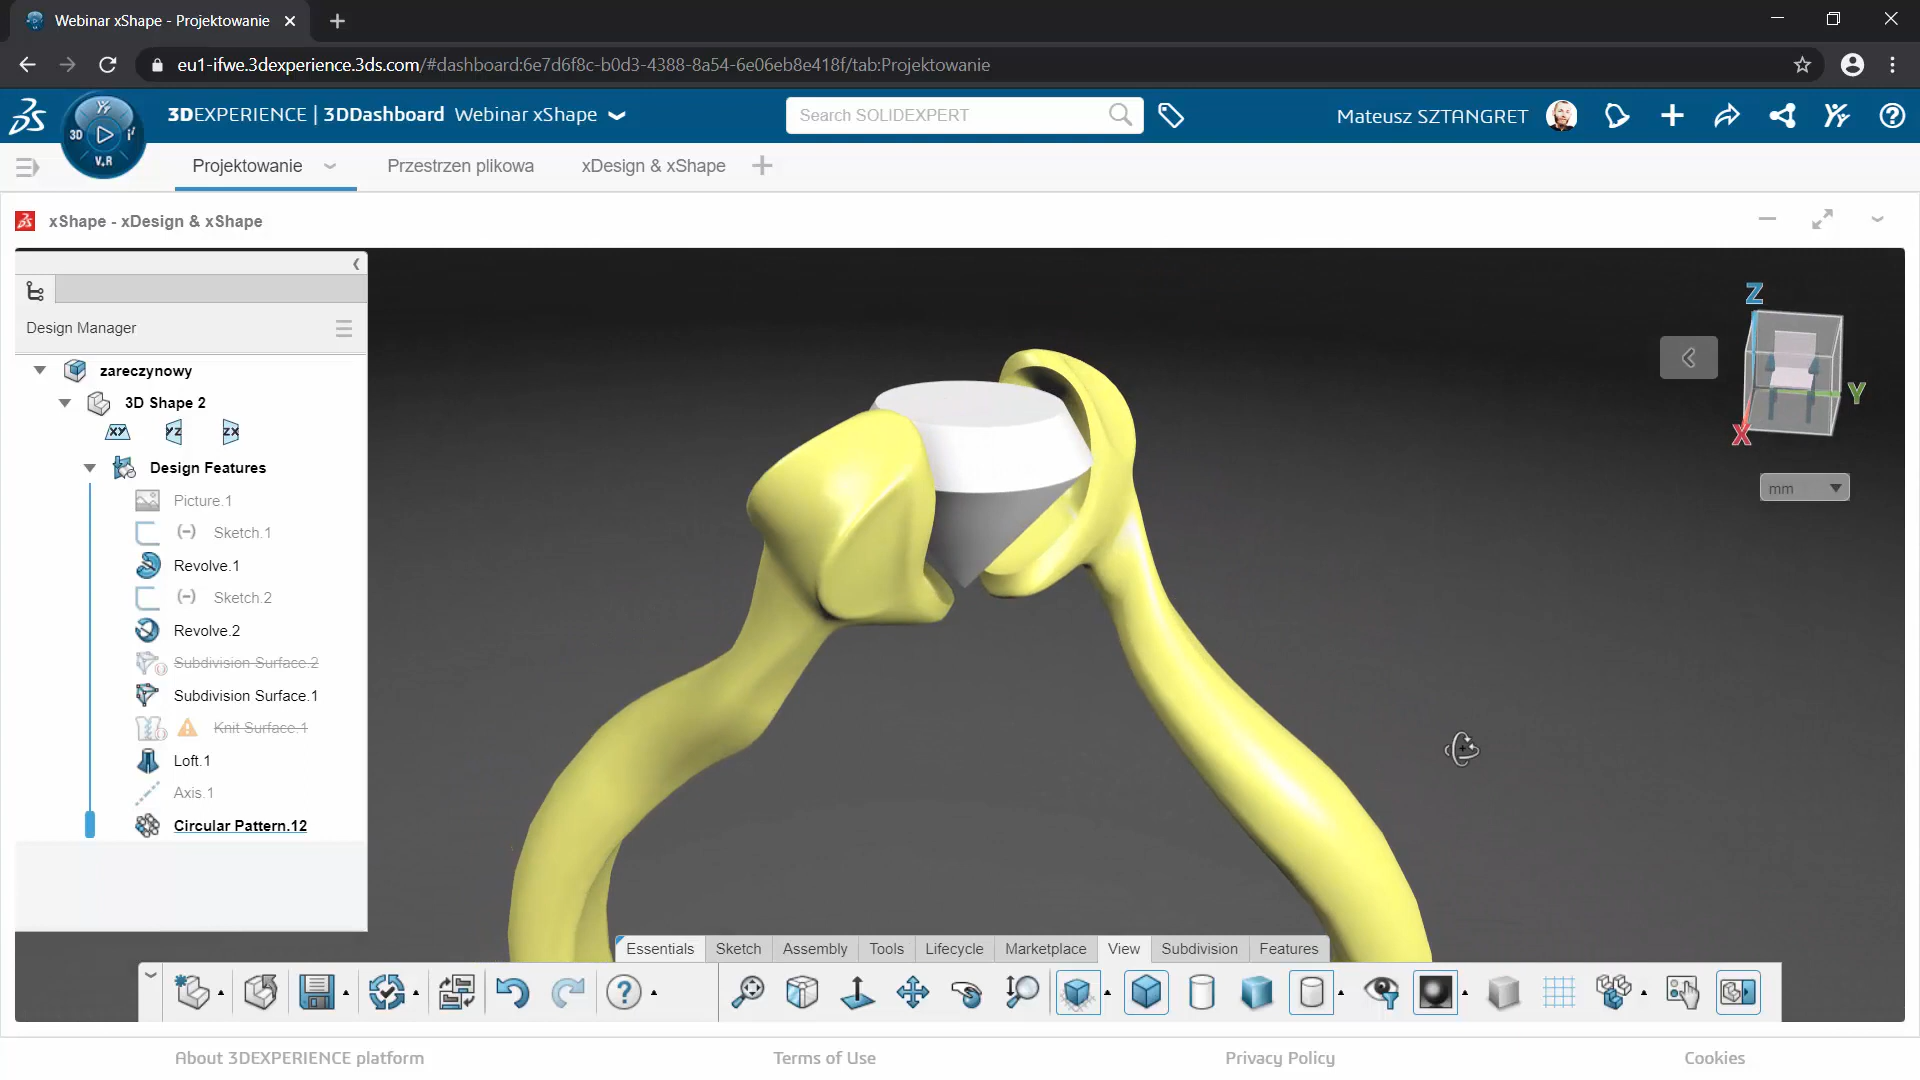 Webinar xShape - Projektowanie
eu1-ifwe.3dexperience.3ds.com/#dashboard:6e7d6f8c-b0d3-4388-8a54-6e06eb8e418f/tab:Projektowanie
3D
V.R
3DEXPERIENCE | 3DDashboard Webinar xShape
Search SOLIDEXPERT
Mateusz SZTANGRET
Projektowanie
Przestrzen plikowa
xDesign & xShape
xShape - xDesign & xShape
Design Manager
zareczynowy
3D Shape 2
XY
YZ
ZX
Design Features
Picture.1
(-) Sketch.1
Revolve.1
(-) Sketch.2
Revolve.2
Subdivision Surface.2
Subdivision Surface.1
Knit Surface.1
Loft.1
Axis.1
Circular Pattern.12
Z
Y
X
mm
Essentials Sketch Assembly Tools Lifecycle Marketplace View Subdivision Features
About 3DEXPERIENCE platform
Terms of Use
Privacy Policy
Cookies